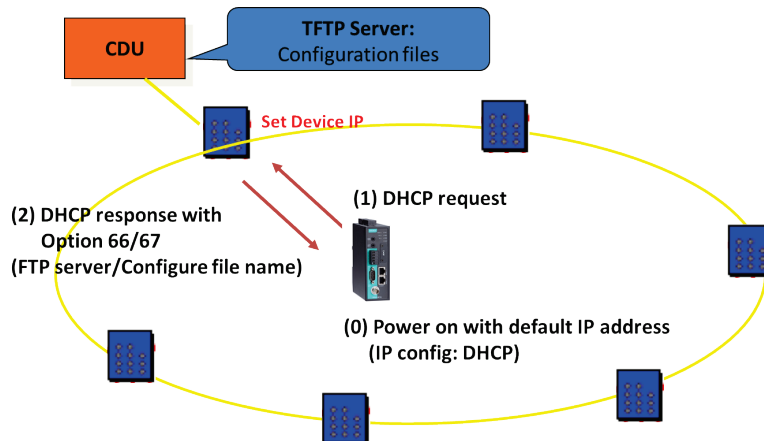 TFTP Server:
Configuration files
CDU
Set Device IP
(1) DHCP request
(2) DHCP response with
Option 66/67
(FTP server/Configure file name)
(0) Power on with default IP address
(IP config: DHCP)